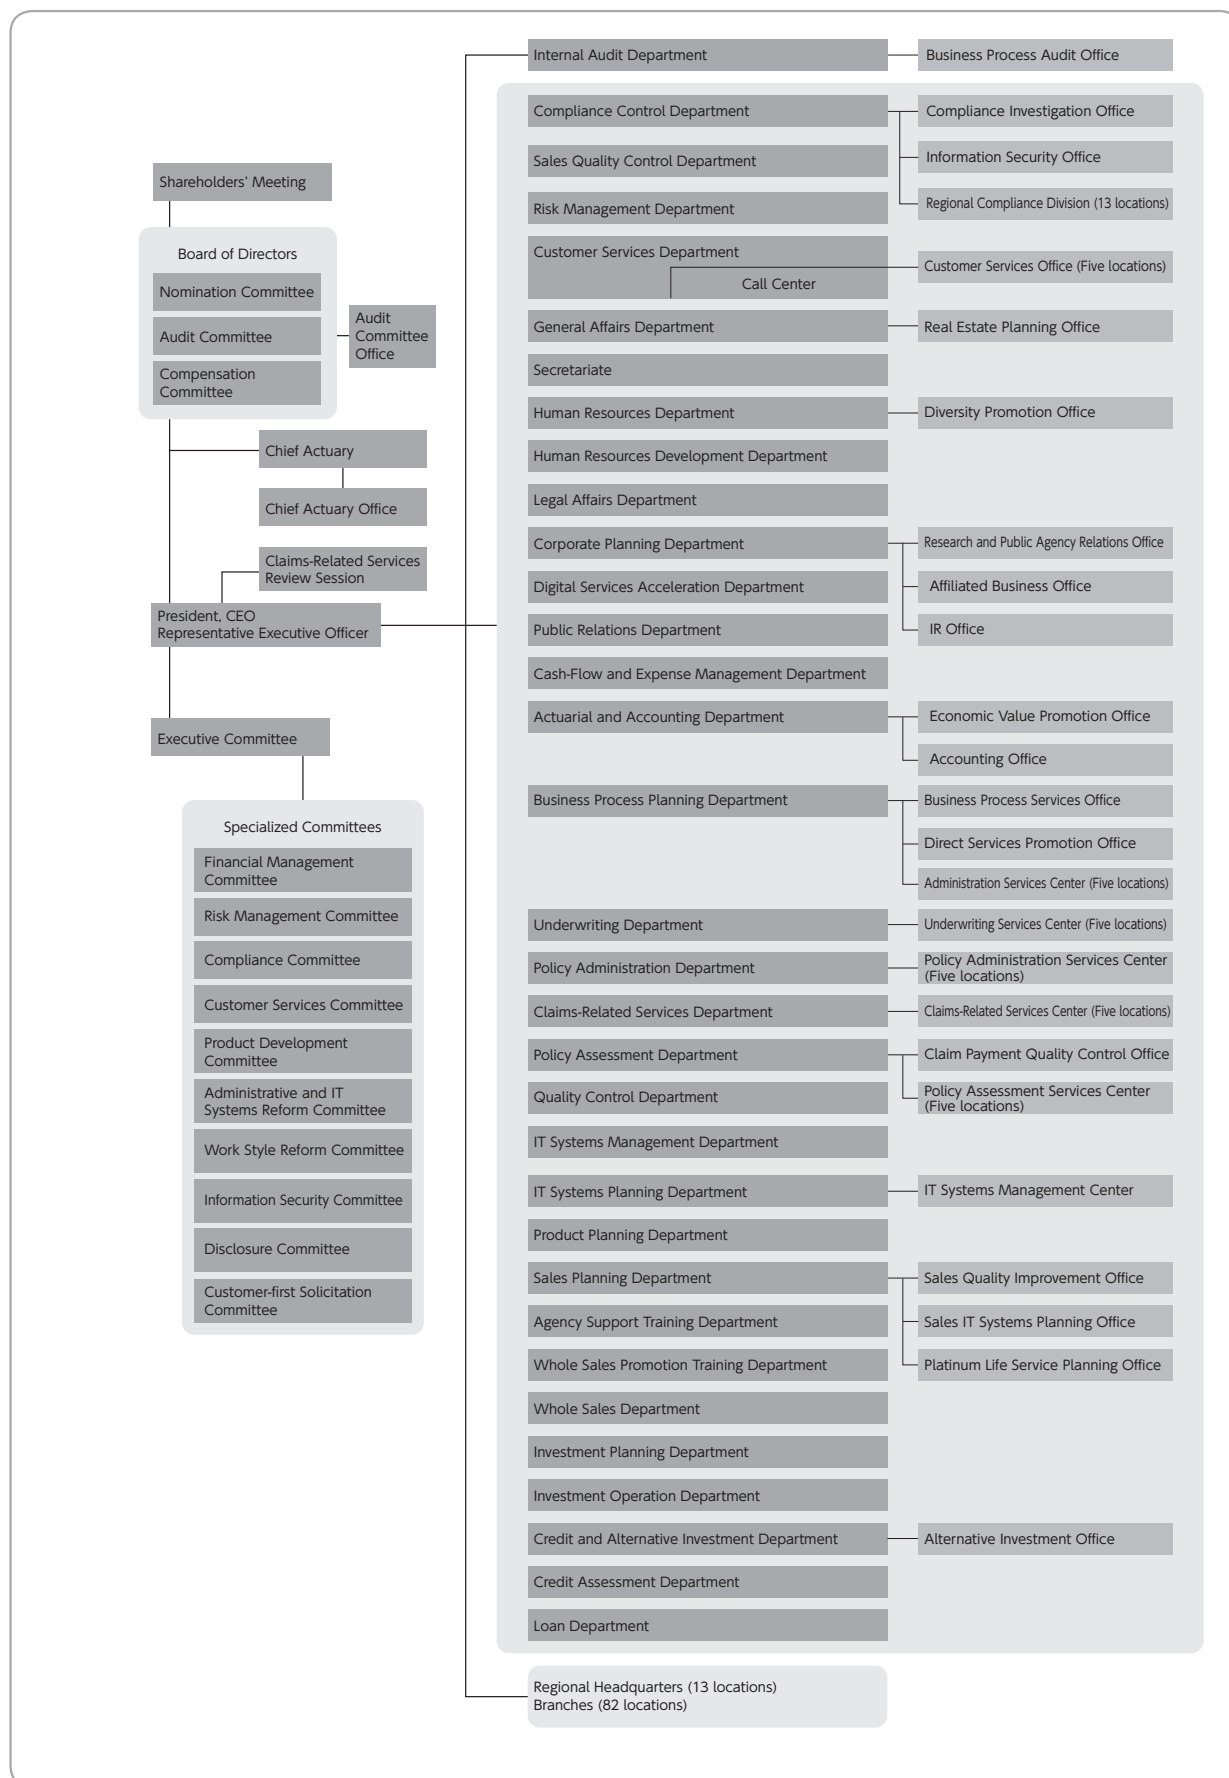 Shareholders' Meeting
Board of Directors
Nomination Committee
Audit Committee
Compensation
Committee
Audit
Committee
Office
Chief Actuary
Chief Actuary Office
Claims-Related Services
Review Session
President, CEO
Representative Executive Officer
Executive Committee
Specialized Committees
Financial Management
Committee
Risk Management Committee
Compliance Committee
Customer Services Committee
Product Development
Committee
Administrative and IT
Systems Reform Committee
Work Style Reform Committee
Information Security Committee
Disclosure Committee
Customer-first Solicitation
Committee
Internal Audit Department
Business Process Audit Office
Compliance Control Department
Compliance Investigation Office
Information Security Office
Regional Compliance Division (13 locations)
Sales Quality Control Department
Risk Management Department
Customer Services Department
Call Center
Customer Services Office (Five locations)
General Affairs Department
Real Estate Planning Office
Secretariate
Human Resources Department
Diversity Promotion Office
Human Resources Development Department
Legal Affairs Department
Corporate Planning Department
Research and Public Agency Relations Office
Affiliated Business Office
IR Office
Digital Services Acceleration Department
Public Relations Department
Cash-Flow and Expense Management Department
Actuarial and Accounting Department
Economic Value Promotion Office
Accounting Office
Business Process Planning Department
Business Process Services Office
Direct Services Promotion Office
Administration Services Center (Five locations)
Underwriting Department
Underwriting Services Center (Five locations)
Policy Administration Department
Policy Administration Services Center
(Five locations)
Claims-Related Services Department
Claims-Related Services Center (Five locations)
Policy Assessment Department
Claim Payment Quality Control Office
Policy Assessment Services Center
(Five locations)
Quality Control Department
IT Systems Management Department
IT Systems Planning Department
IT Systems Management Center
Product Planning Department
Sales Planning Department
Sales Quality Improvement Office
Sales IT Systems Planning Office
Platinum Life Service Planning Office
Agency Support Training Department
Whole Sales Promotion Training Department
Whole Sales Department
Investment Planning Department
Investment Operation Department
Credit and Alternative Investment Department
Alternative Investment Office
Credit Assessment Department
Loan Department
Regional Headquarters (13 locations)
Branches (82 locations)